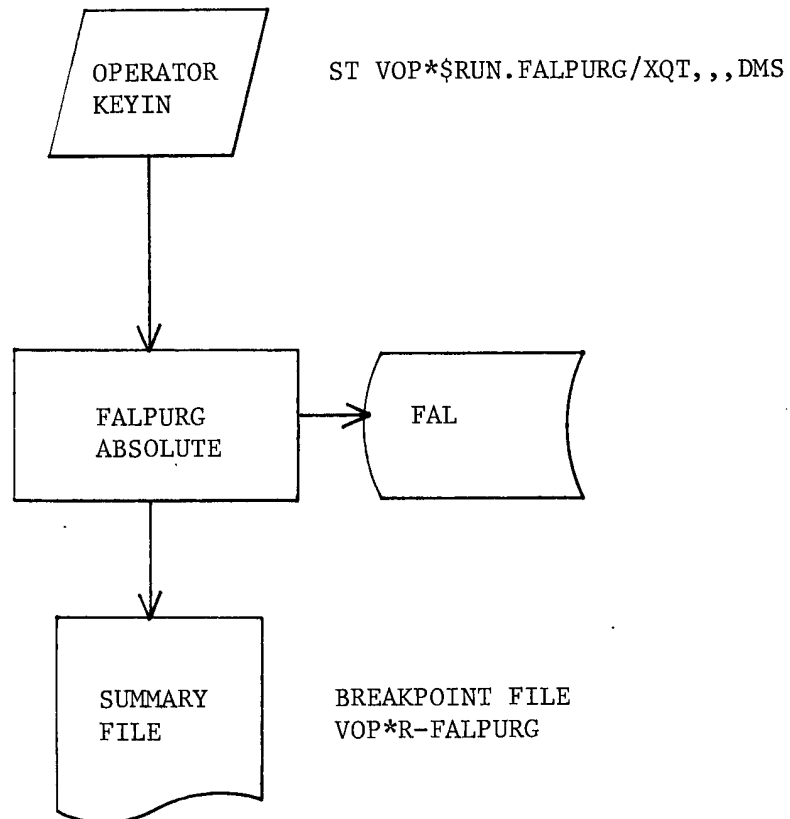 OPERATOR
KEYIN
ST VOP*$RUN.FALPURG/XQT,,,DMS
FALPURG
ABSOLUTE
FAL
SUMMARY
FILE
BREAKPOINT FILE
VOP*R-FALPURG